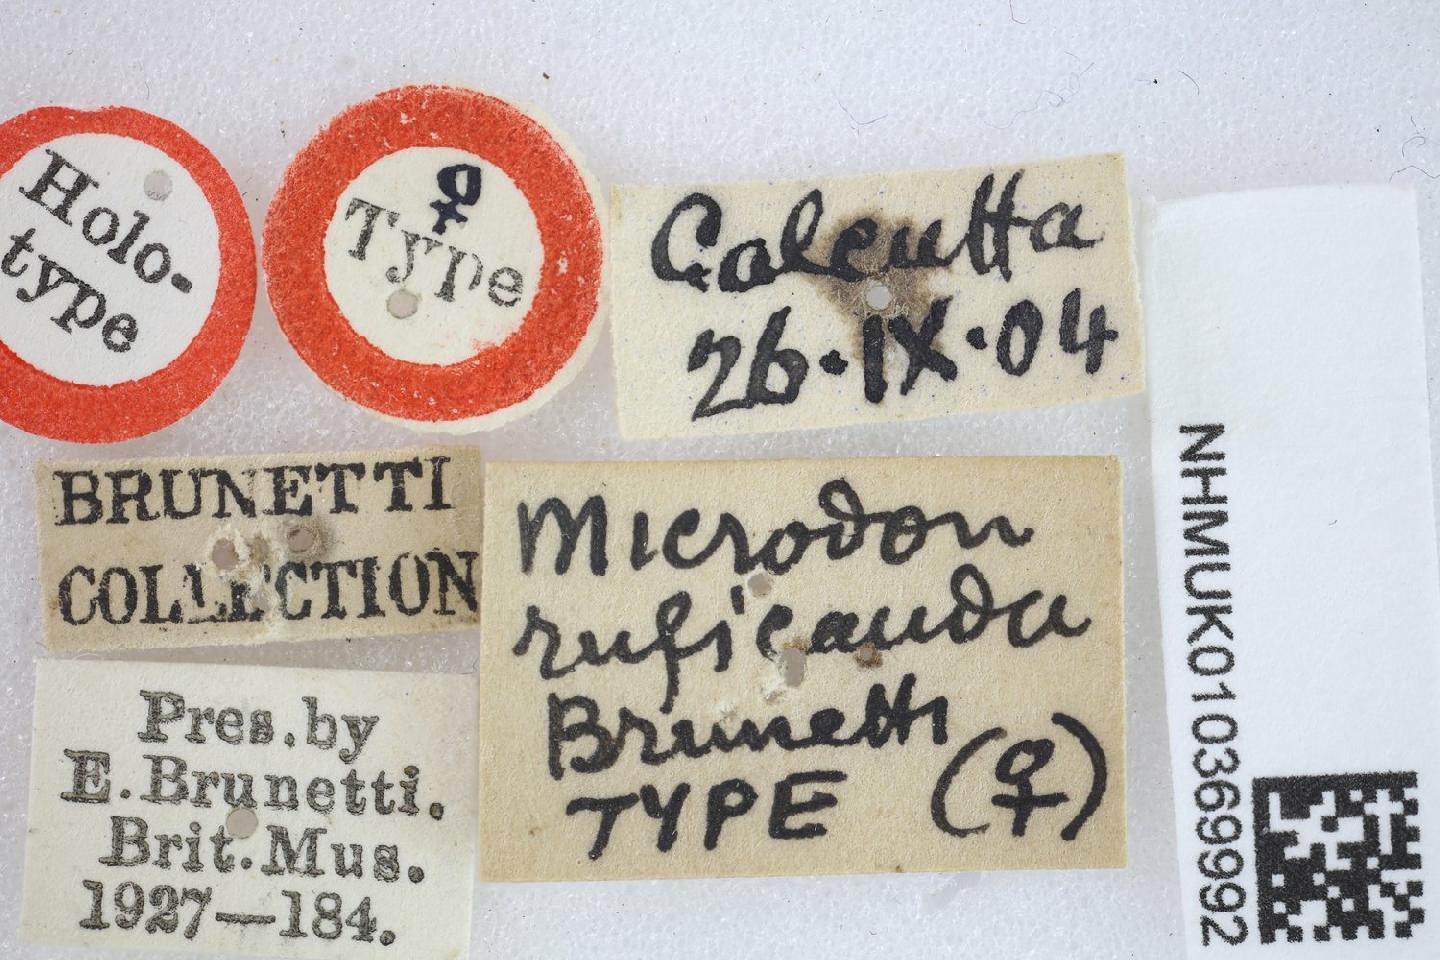 Holo-
type
♀
Type
Calcutta
26·IX·04
BRUNETTI
COLLECTION
Microdon
ruficauda
Brunetti
TYPE (♀)
Pres. by
E. Brunetti.
Brit. Mus.
1927—184.
NHMUK010369992